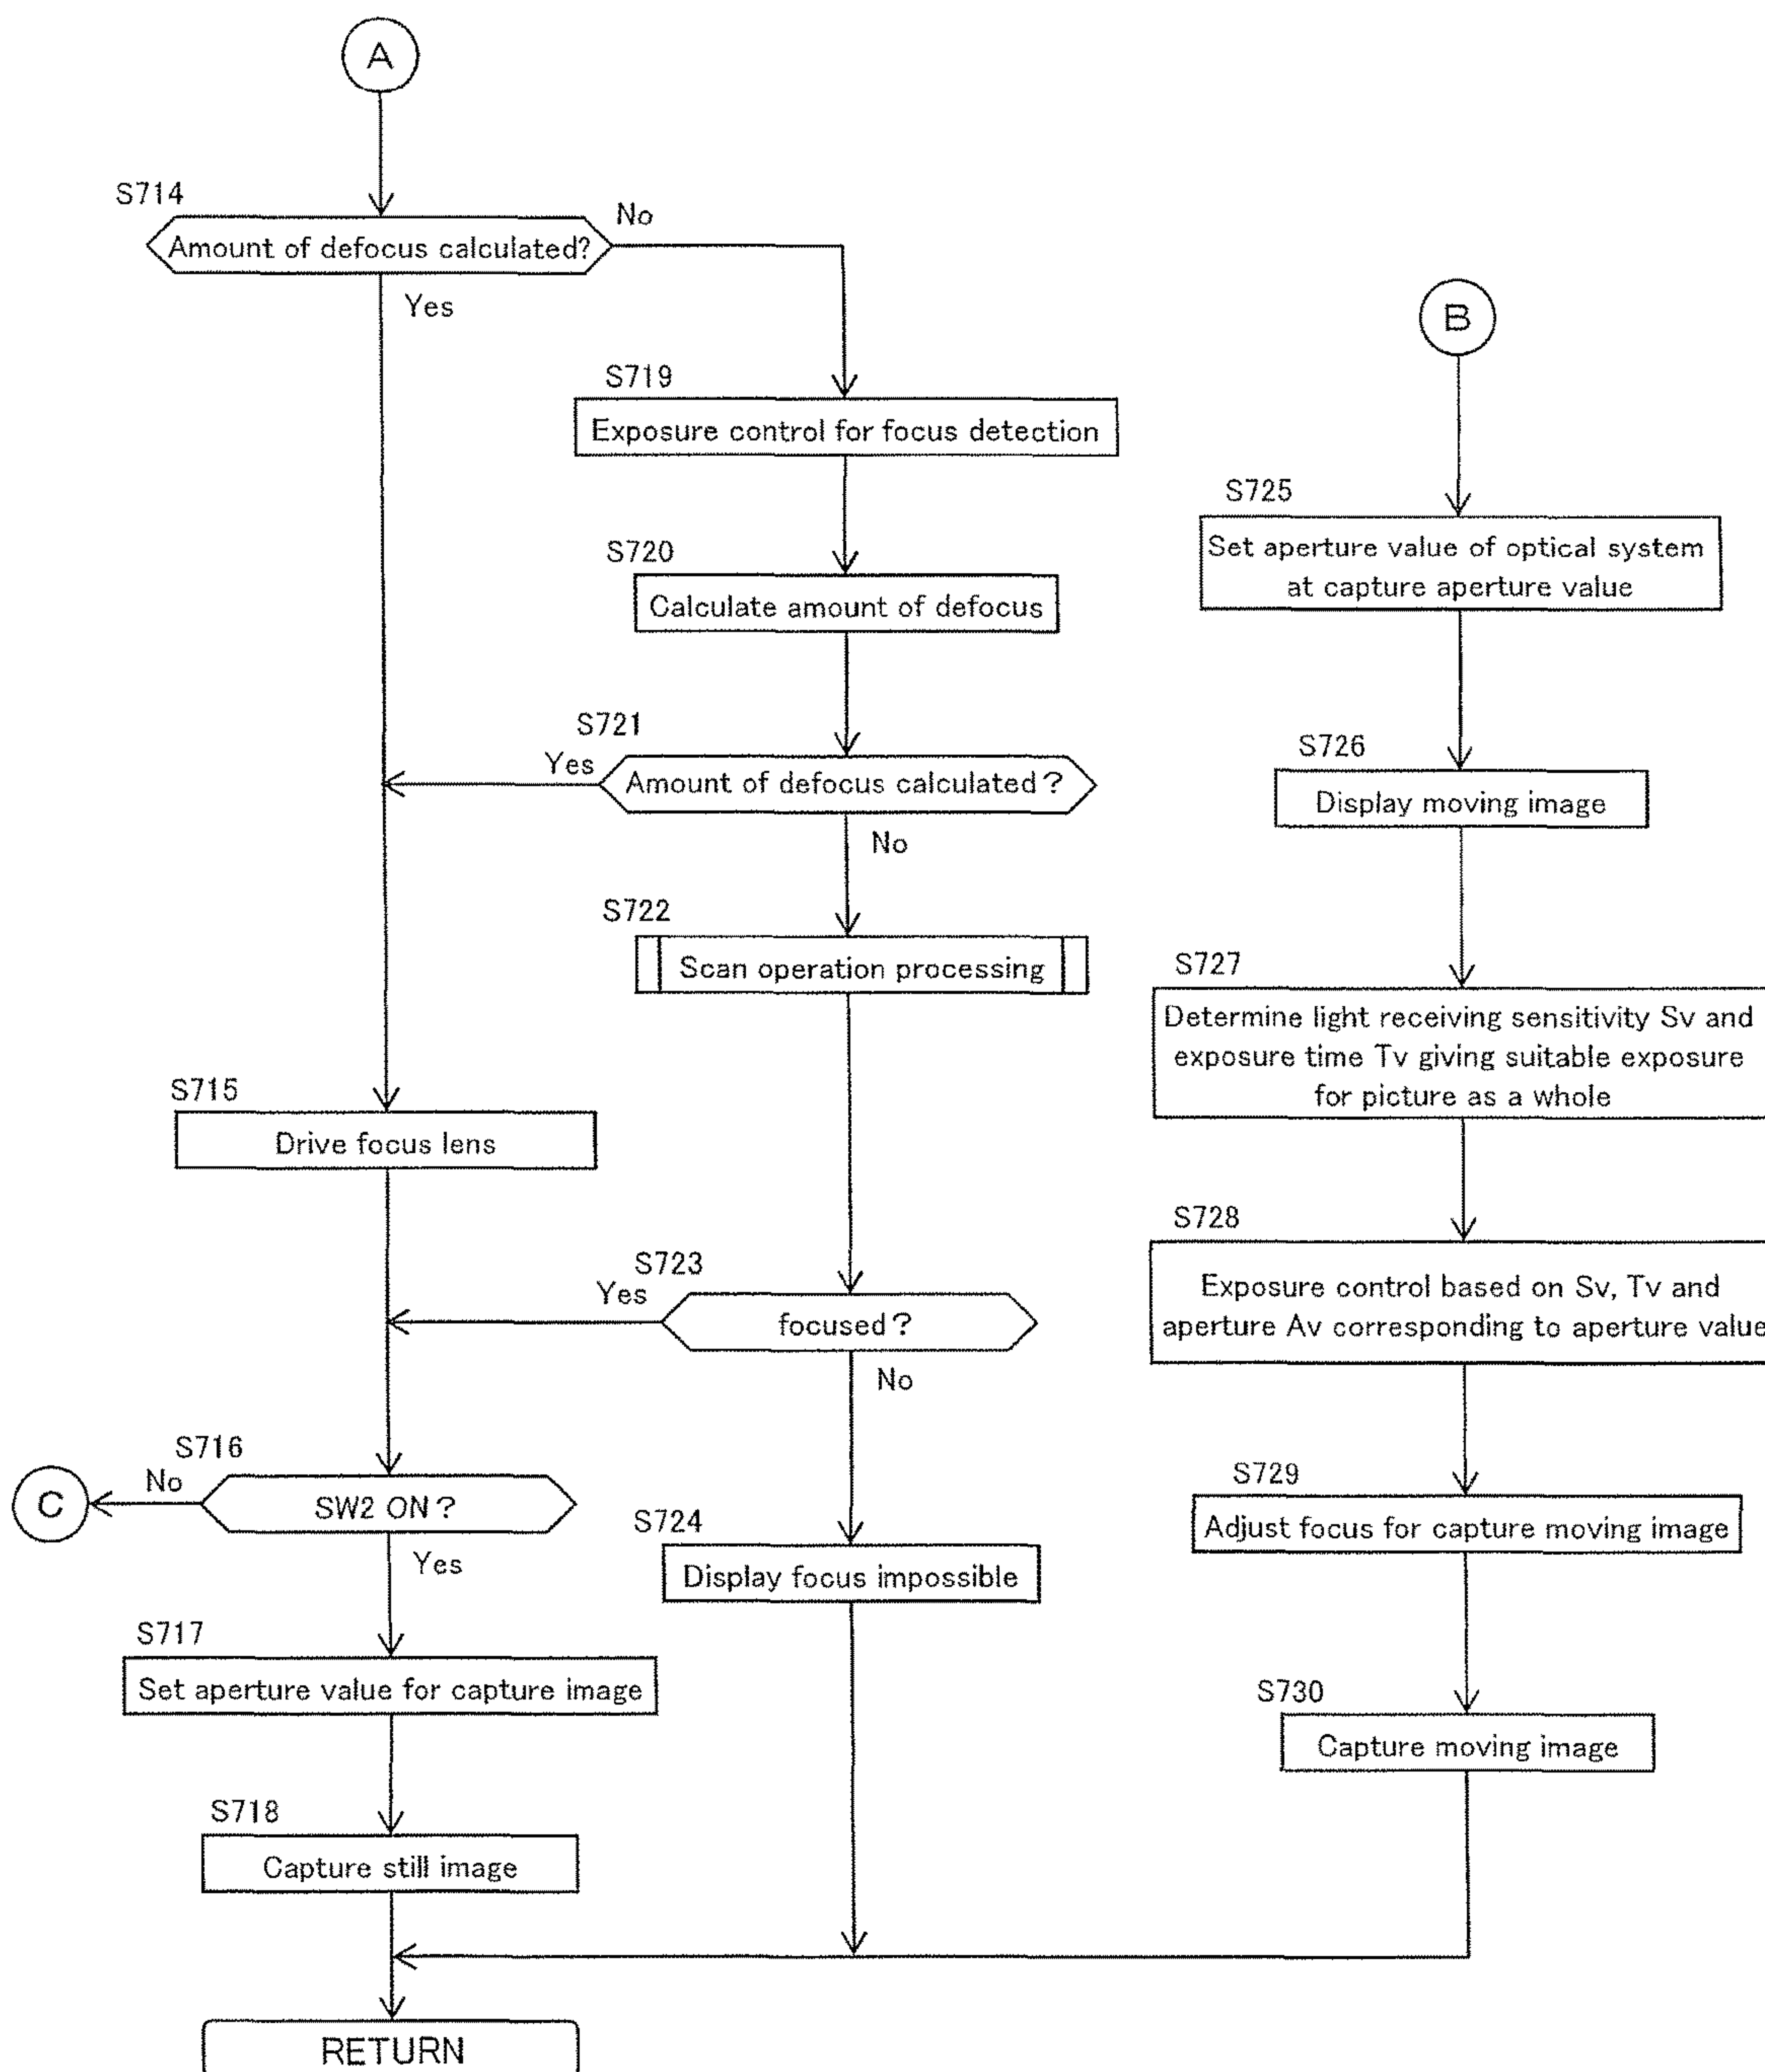 A
S714
Amount of defocus calculated?
No
Yes
S719
Exposure control for focus detection
S720
Calculate amount of defocus
S721
Yes
Amount of defocus calculated?
No
S722
Scan operation processing
S715
Drive focus lens
S723
Yes
focused?
No
S716
No
C
SW2 ON?
Yes
S724
Display focus impossible
S717
Set aperture value for capture image
S718
Capture still image
RETURN
B
S725
Set aperture value of optical system
at capture aperture value
S726
Display moving image
S727
Determine light receiving sensitivity Sv and
exposure time Tv giving suitable exposure
for picture as a whole
S728
Exposure control based on Sv, Tv and
aperture Av corresponding to aperture value
S729
Adjust focus for capture moving image
S730
Capture moving image